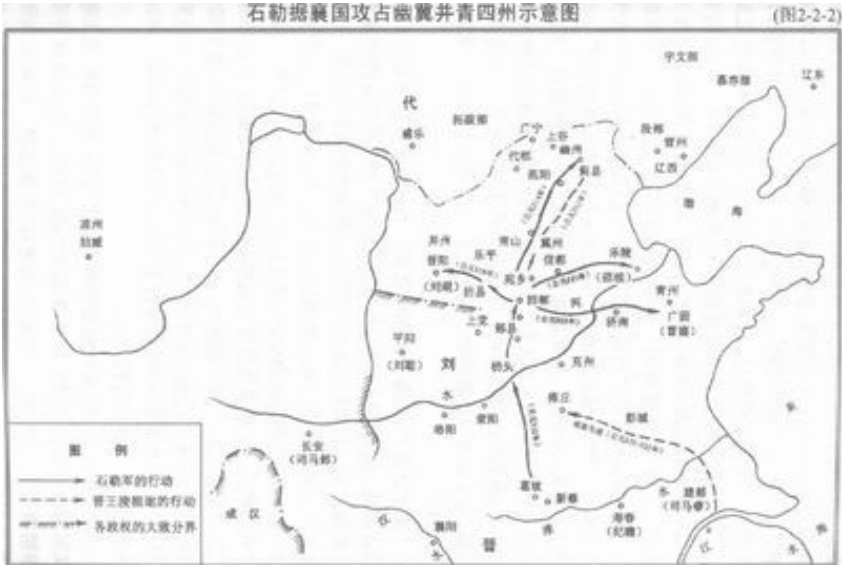 石勒据襄国攻占幽冀并青四州示意图
(图2-2-2)
宇文部
慕容部
辽东
代
盛乐
拓跋部
广宁
上谷
幽州
代郡
段部
营州
辽西
蓟县
渤海
凉州
姑臧
并州
晋阳
(刘琨)
乐平
常山
冀州
信都
苑乡
乐陵
青州
广固
(曹嶷)
邯郸
河
济南
上党
邺县
平阳
(刘聪)
刘
枋头
兖州
水
洛阳
荥阳
雍丘
彭城
长安
(司马邺)
葛陂
新蔡
寿春
(纪瞻)
建邺
(司马睿)
成汉
襄阳
晋
江
水
图例
石勒军的行动
晋王浚祖逖的行动
各政权的大致分界